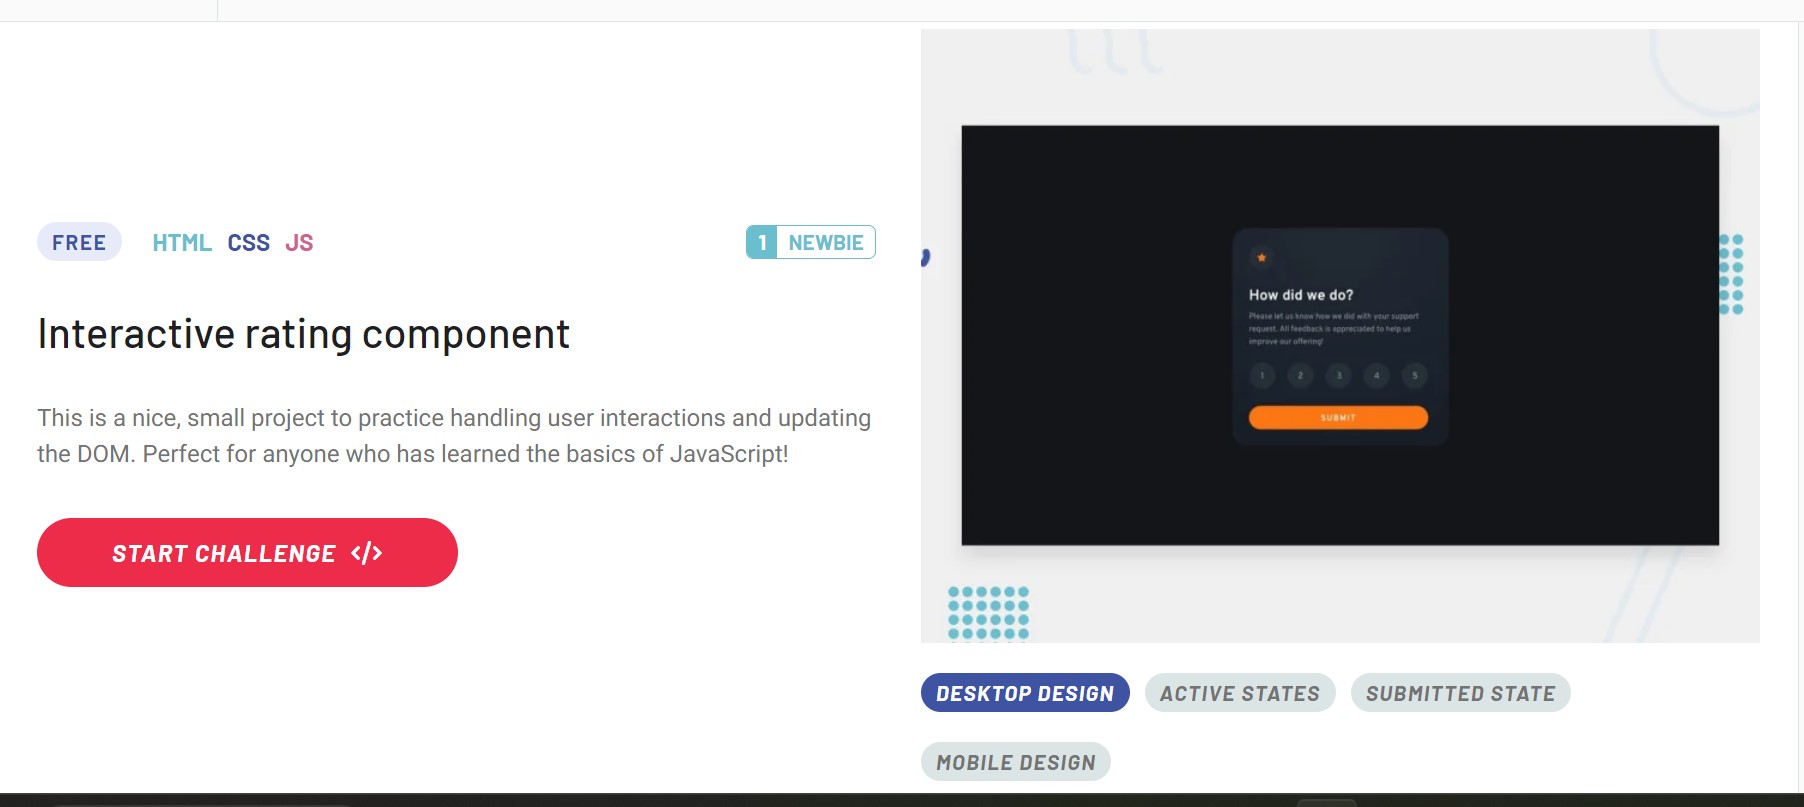 FREE HTML CSS JS
1 NEWBIE
Interactive rating component
This is a nice, small project to practice handling user interactions and updating
the DOM. Perfect for anyone who has learned the basics of JavaScript!
START CHALLENGE </>
How did we do?
Please let us know how we did with your support
request. All feedback is appreciated to help us
improve our offering!
1 2 3 4 5
SUBMIT
DESKTOP DESIGN ACTIVE STATES SUBMITTED STATE
MOBILE DESIGN